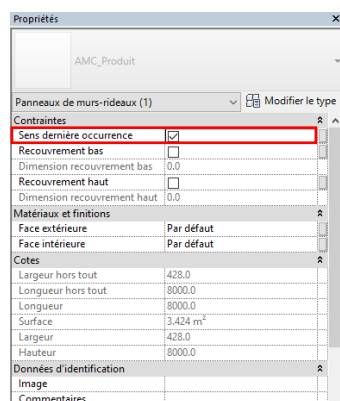 Propriétés
AMC_Produit
Panneaux de murs-rideaux (1) Modifier le type
Contraintes
Sens dernière occurrence
Recouvrement bas
Dimension recouvrement bas 0.0
Recouvrement haut
Dimension recouvrement haut 0.0
Matériaux et finitions
Face extérieure Par défaut
Face intérieure Par défaut
Cotes
Largeur hors tout 428.0
Longueur hors tout 8000.0
Longueur 8000.0
Surface 3.424 m²
Largeur 428.0
Hauteur 8000.0
Données d'identification
Image
Commentaires